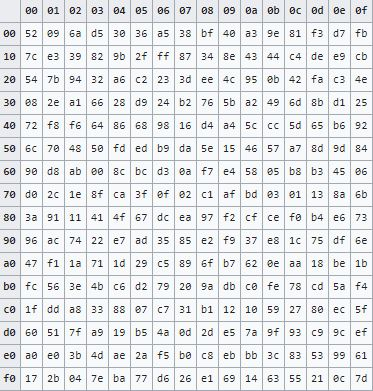 00 01 02 03 04 05 06 07 08 09 0a 0b 0c 0d 0e 0f
00 52 09 6a d5 30 36 a5 38 bf 40 a3 9e 81 f3 d7 fb
10 7c e3 39 82 9b 2f ff 87 34 8e 43 44 c4 de e9 cb
20 54 7b 94 32 a6 c2 23 3d ee 4c 95 0b 42 fa c3 4e
30 08 2e a1 66 28 d9 24 b2 76 5b a2 49 6d 8b d1 25
40 72 f8 f6 64 86 68 98 16 d4 a4 5c cc 5d 65 b6 92
50 6c 70 48 50 fd ed b9 da 5e 15 46 57 a7 8d 9d 84
60 90 d8 ab 00 8c bc d3 0a f7 e4 58 05 b8 b3 45 06
70 d0 2c 1e 8f ca 3f 0f 02 c1 af bd 03 01 13 8a 6b
80 3a 91 11 41 4f 67 dc ea 97 f2 cf ce f0 b4 e6 73
90 96 ac 74 22 e7 ad 35 85 e2 f9 37 e8 1c 75 df 6e
a0 47 f1 1a 71 1d 29 c5 89 6f b7 62 0e aa 18 be 1b
b0 fc 56 3e 4b c6 d2 79 20 9a db c0 fe 78 cd 5a f4
c0 1f dd a8 33 88 07 c7 31 b1 12 10 59 27 80 ec 5f
d0 60 51 7f a9 19 b5 4a 0d 2d e5 7a 9f 93 c9 9c ef
e0 a0 e0 3b 4d ae 2a f5 b0 c8 eb bb 3c 83 53 99 61
f0 17 2b 04 7e ba 77 d6 26 e1 69 14 63 55 21 0c 7d